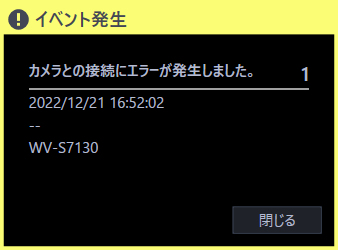 イベント発生
カメラとの接続にエラーが発生しました。 1
2022/12/21 16:52:02
--
WV-S7130
閉じる